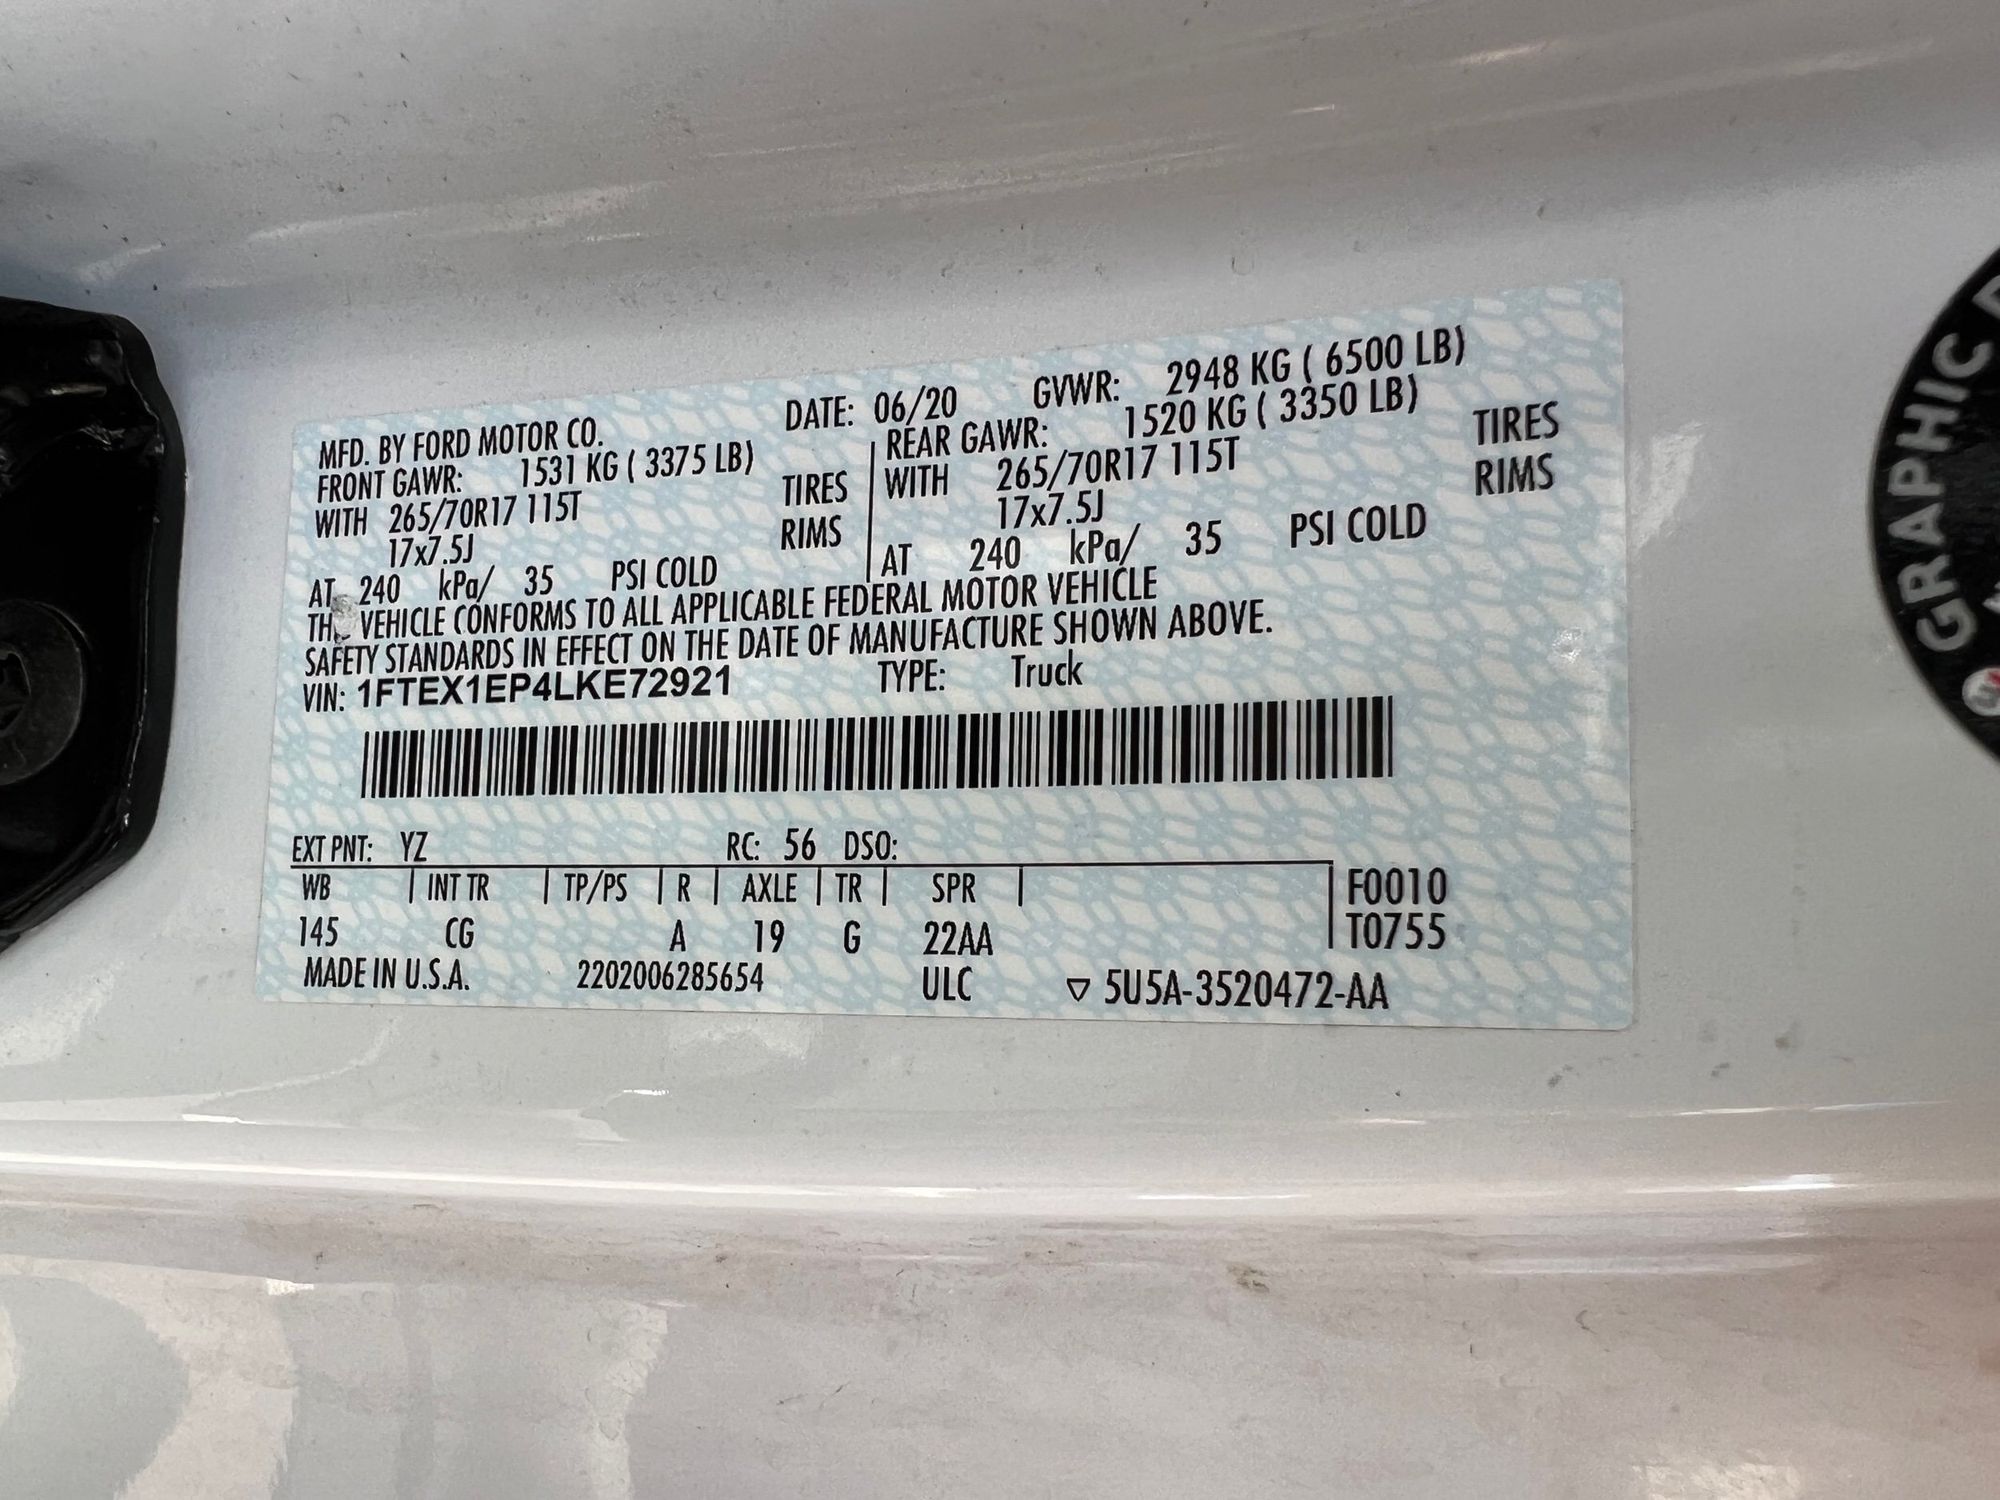 MFD. BY FORD MOTOR CO. DATE: 06/20 GVWR: 2948 KG ( 6500 LB)
FRONT GAWR: 1531 KG ( 3375 LB) REAR GAWR: 1520 KG ( 3350 LB)
WITH 265/70R17 115T TIRES WITH 265/70R17 115T TIRES
17x7.5J RIMS 17x7.5J RIMS
AT 240 kPa/ 35 PSI COLD AT 240 kPa/ 35 PSI COLD
VEHICLE CONFORMS TO ALL APPLICABLE FEDERAL MOTOR VEHICLE
SAFETY STANDARDS IN EFFECT ON THE DATE OF MANUFACTURE SHOWN ABOVE.
VIN: 1FTEX1EP4LKE72921 TYPE: Truck
EXT PNT: YZ RC: 56 DSO:
WB INT TR TP/PS R AXLE TR SPR F0010
145 CG A 19 G 22AA T0755
MADE IN U.S.A. 2202006285654 ULC ▽ 5U5A-3520472-AA
GRAPHIC